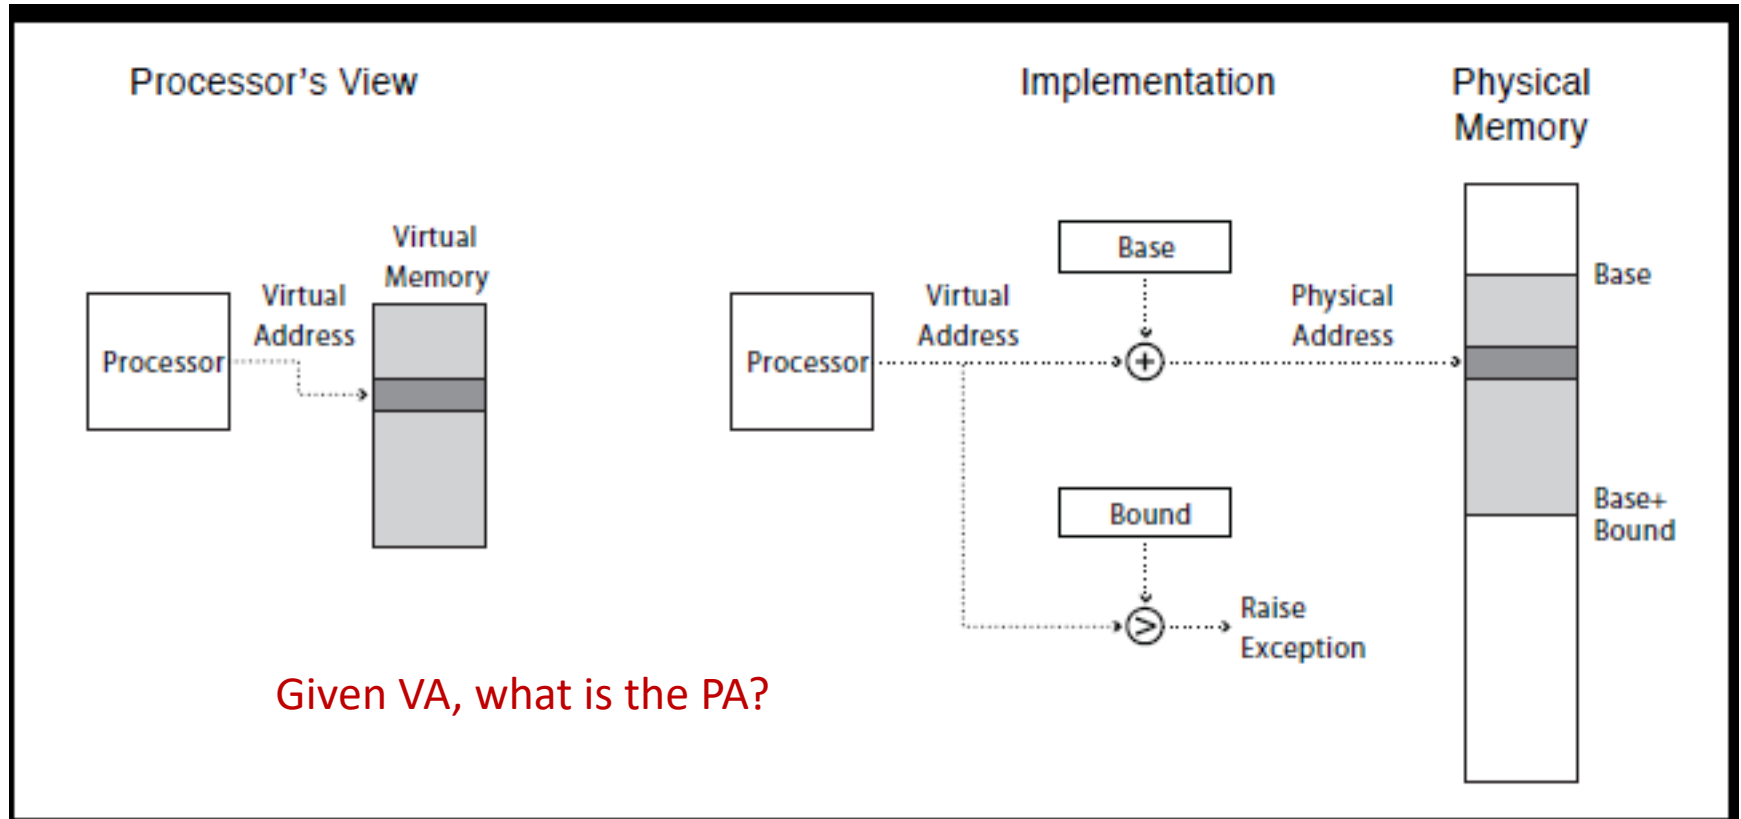 Processor's View
Implementation
Physical
Memory
Virtual
Memory
Virtual
Address
Processor
Processor
Virtual
Address
Base
+
Physical
Address
Base
Bound
>
Raise
Exception
Base+
Bound
Given VA, what is the PA?